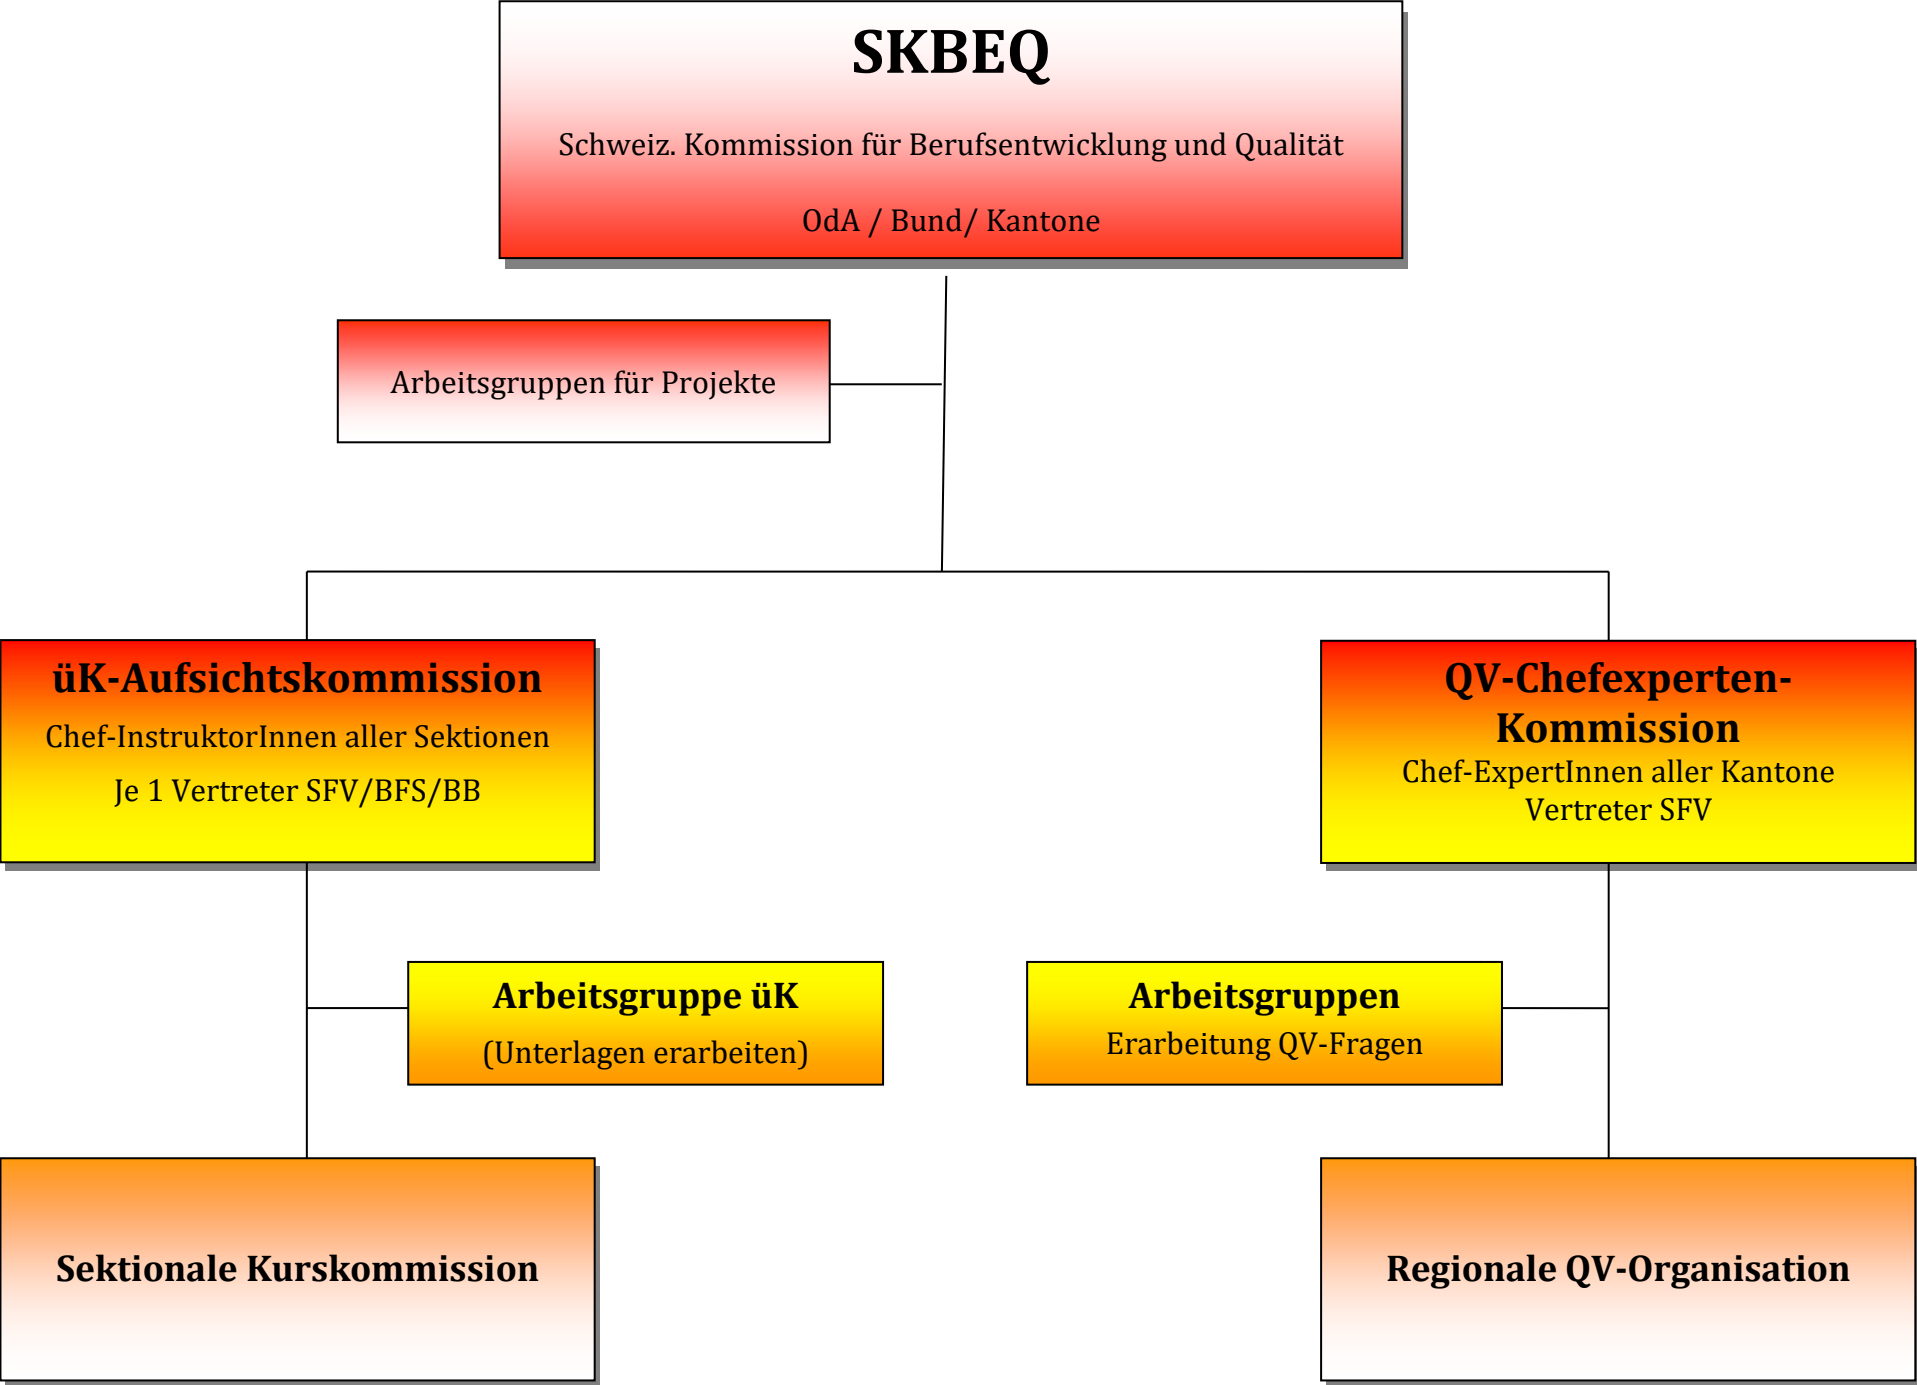 SKBEQ
Schweiz. Kommission für Berufsentwicklung und Qualität
OdA / Bund/ Kantone
Arbeitsgruppen für Projekte
üK-Aufsichtskommission
Chef-InstruktorInnen aller Sektionen
Je 1 Vertreter SFV/BFS/BB
QV-Chefexperten-
Kommission
Chef-ExpertInnen aller Kantone
Vertreter SFV
Arbeitsgruppe üK
(Unterlagen erarbeiten)
Arbeitsgruppen
Erarbeitung QV-Fragen
Sektionale Kurskommission
Regionale QV-Organisation